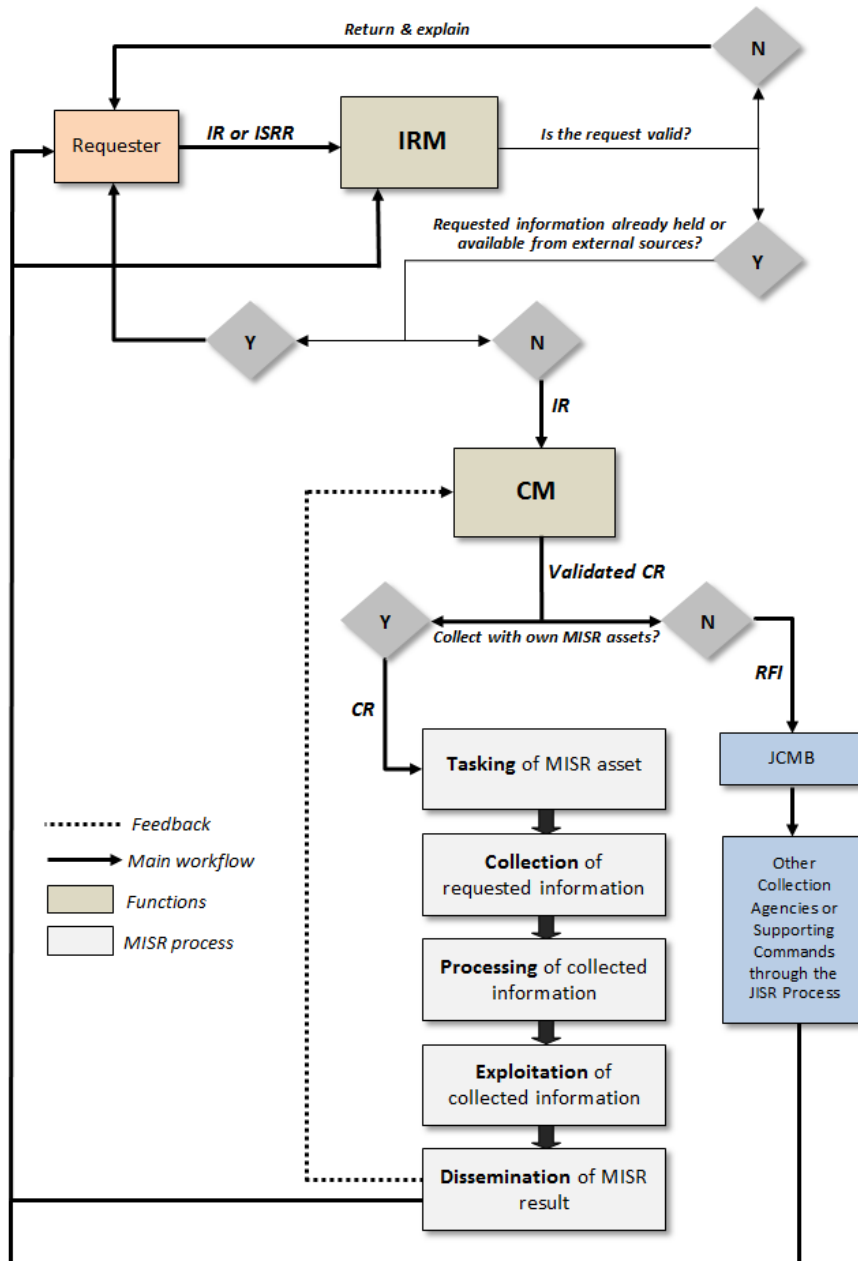 Return & explain
N
Requester
IR or ISRR
IRM
Is the request valid?
Requested information already held or
available from external sources?
Y
Y
N
IR
CM
Validated CR
Y
Collect with own MISR assets?
N
RFI
CR
Tasking of MISR asset
JCMB
Feedback
Main workflow
Functions
MISR process
Collection of
requested information
Other
Collection
Agencies or
Supporting
Commands
through the
JISR Process
Processing of collected
information
Exploitation of
collected information
Dissemination of MISR
result